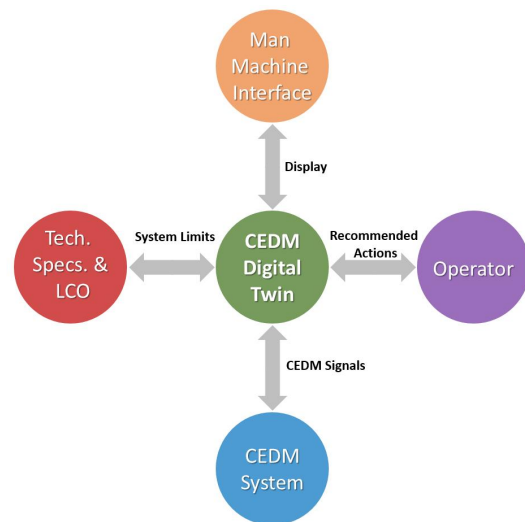 Man
Machine
Interface
Display
Tech.
Specs. &
LCO
System Limits
CEDM
Digital
Twin
Recommended
Actions
Operator
CEDM Signals
CEDM
System